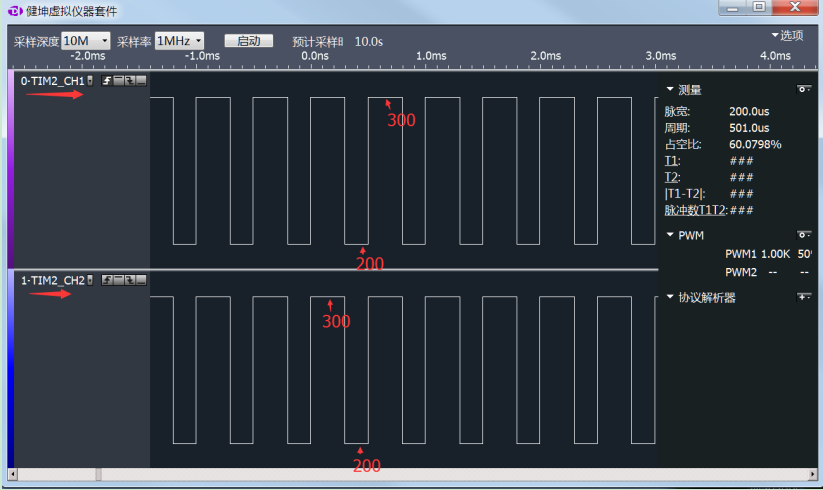 健坤虚拟仪器套件
采样深度 10M 采样率 1MHz 启动 预计采样时 10.0s 选项
-2.0ms -1.0ms 0.0ms 1.0ms 2.0ms 3.0ms 4.0ms
0-TIM2_CH1
300
200
测量
脉宽: 200.0us
周期: 501.0us
占空比: 60.0798%
T1: ###
T2: ###
|T1-T2|: ###
脉冲数T1T2: ###
PWM
PWM1 1.00K 50%
PWM2 -- --
协议解析器
1-TIM2_CH2
300
200